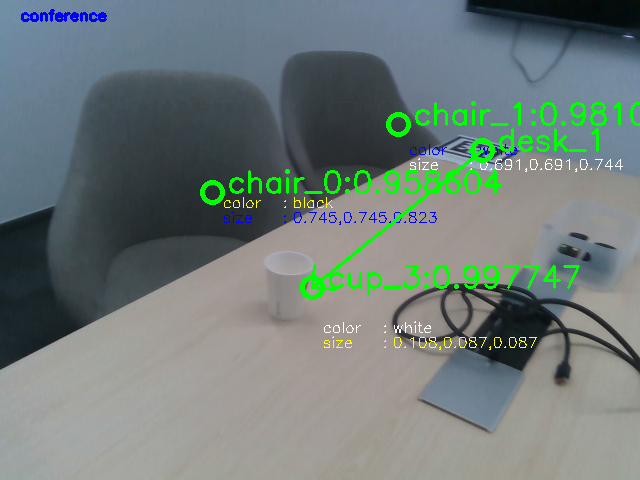 conference
chair_1:0.9810
desk_1
color
size : 0.691,0.691,0.744
chair_0:0.958604
color : black
size : 0.745,0.745,0.823
cup_3:0.997747
color : white
size : 0.108,0.087,0.087